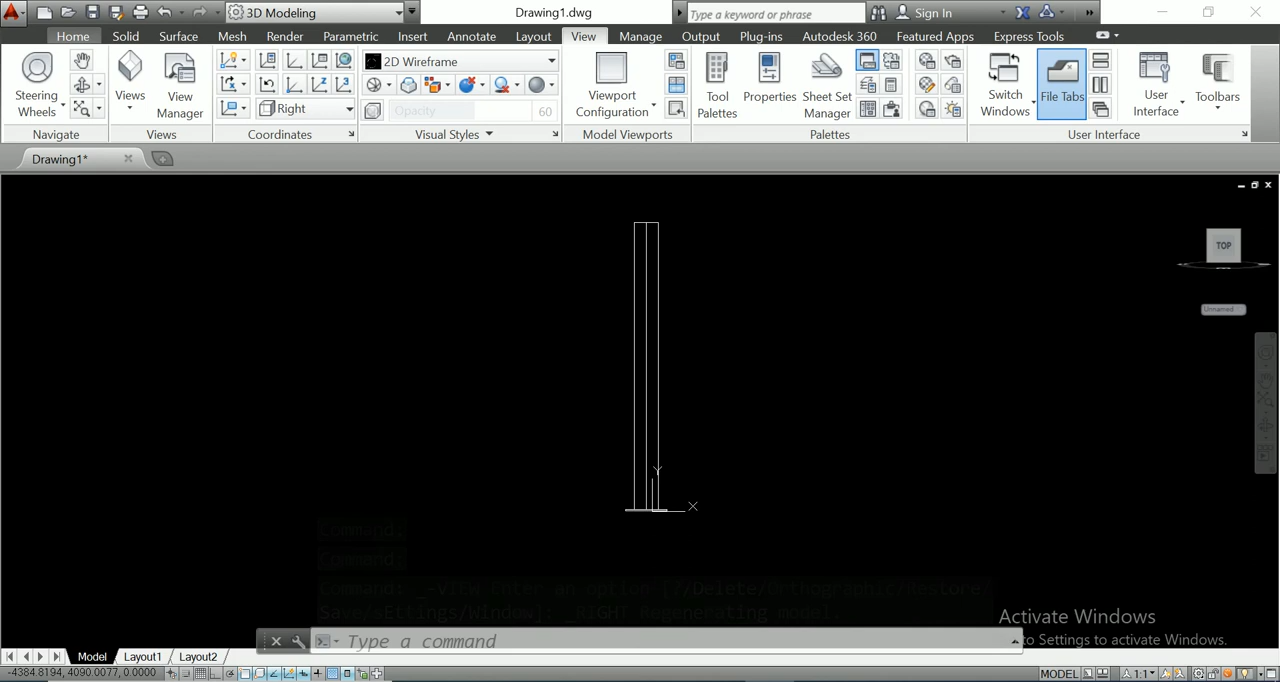 3D Modeling
Drawing1.dwg
Type a keyword or phrase
Sign In
Home Solid Surface Mesh Render Parametric Insert Annotate Layout View Manage Output Plug-ins Autodesk 360 Featured Apps Express Tools
Steering Wheels
Views
View Manager
Right
2D Wireframe
Opacity 60
Viewport Configuration
Tool Palettes
Properties
Sheet Set Manager
Switch Windows
File Tabs
User Interface
Toolbars
Navigate Views Coordinates Visual Styles Model Viewports Palettes User Interface
Drawing1*
TOP
Unnamed
Y
X
Command:
Command:
Command: _-view Enter an option [?/Delete/Orthographic/Restore/
Save/sEttings/Window]: _RIGHT Regenerating model.
Type a command
Activate Windows
to Settings to activate Windows.
Model Layout1 Layout2
-4384.8194, 4090.0077, 0.0000
MODEL
1:1